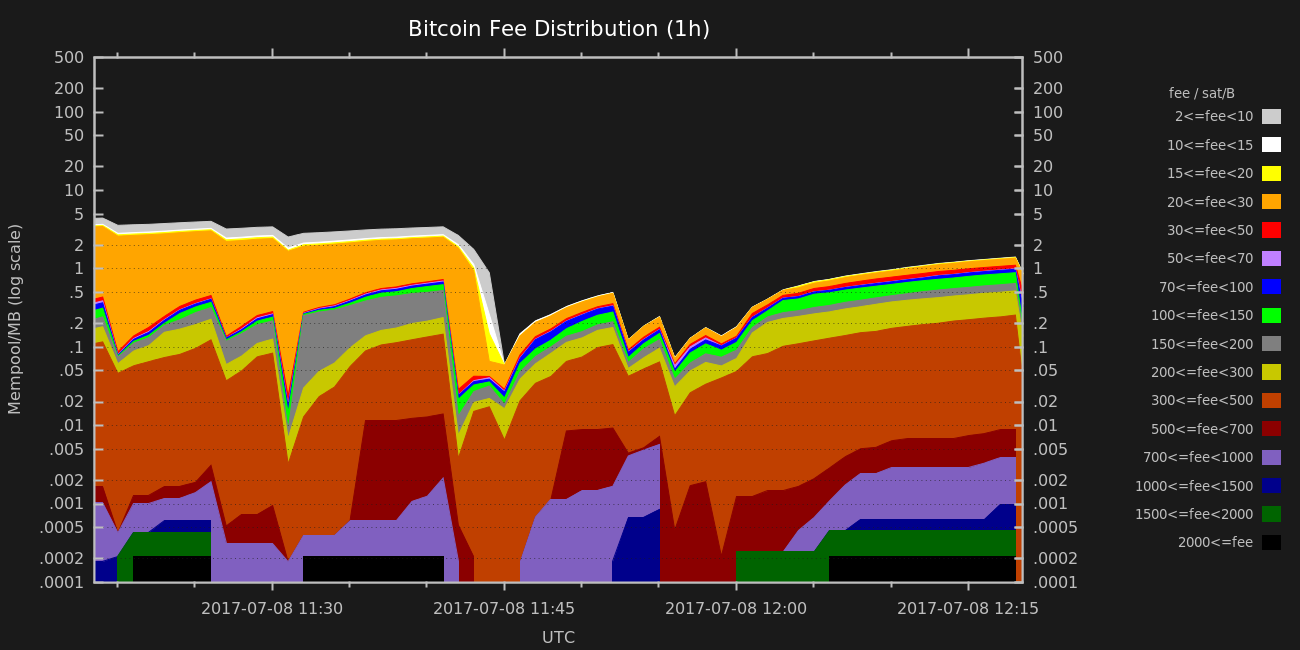 Bitcoin Fee Distribution (1h)
500
200
100
50
20
10
5
2
1
.5
.2
.1
.05
.02
.01
.005
.002
.001
.0005
.0002
.0001
Mempool/MB (log scale)
500
200
100
50
20
10
5
2
1
.5
.2
.1
.05
.02
.01
.005
.002
.001
.0005
.0002
.0001
2017-07-08 11:30
2017-07-08 11:45
2017-07-08 12:00
2017-07-08 12:15
UTC
fee / sat/B
2<=fee<10
10<=fee<15
15<=fee<20
20<=fee<30
30<=fee<50
50<=fee<70
70<=fee<100
100<=fee<150
150<=fee<200
200<=fee<300
300<=fee<500
500<=fee<700
700<=fee<1000
1000<=fee<1500
1500<=fee<2000
2000<=fee